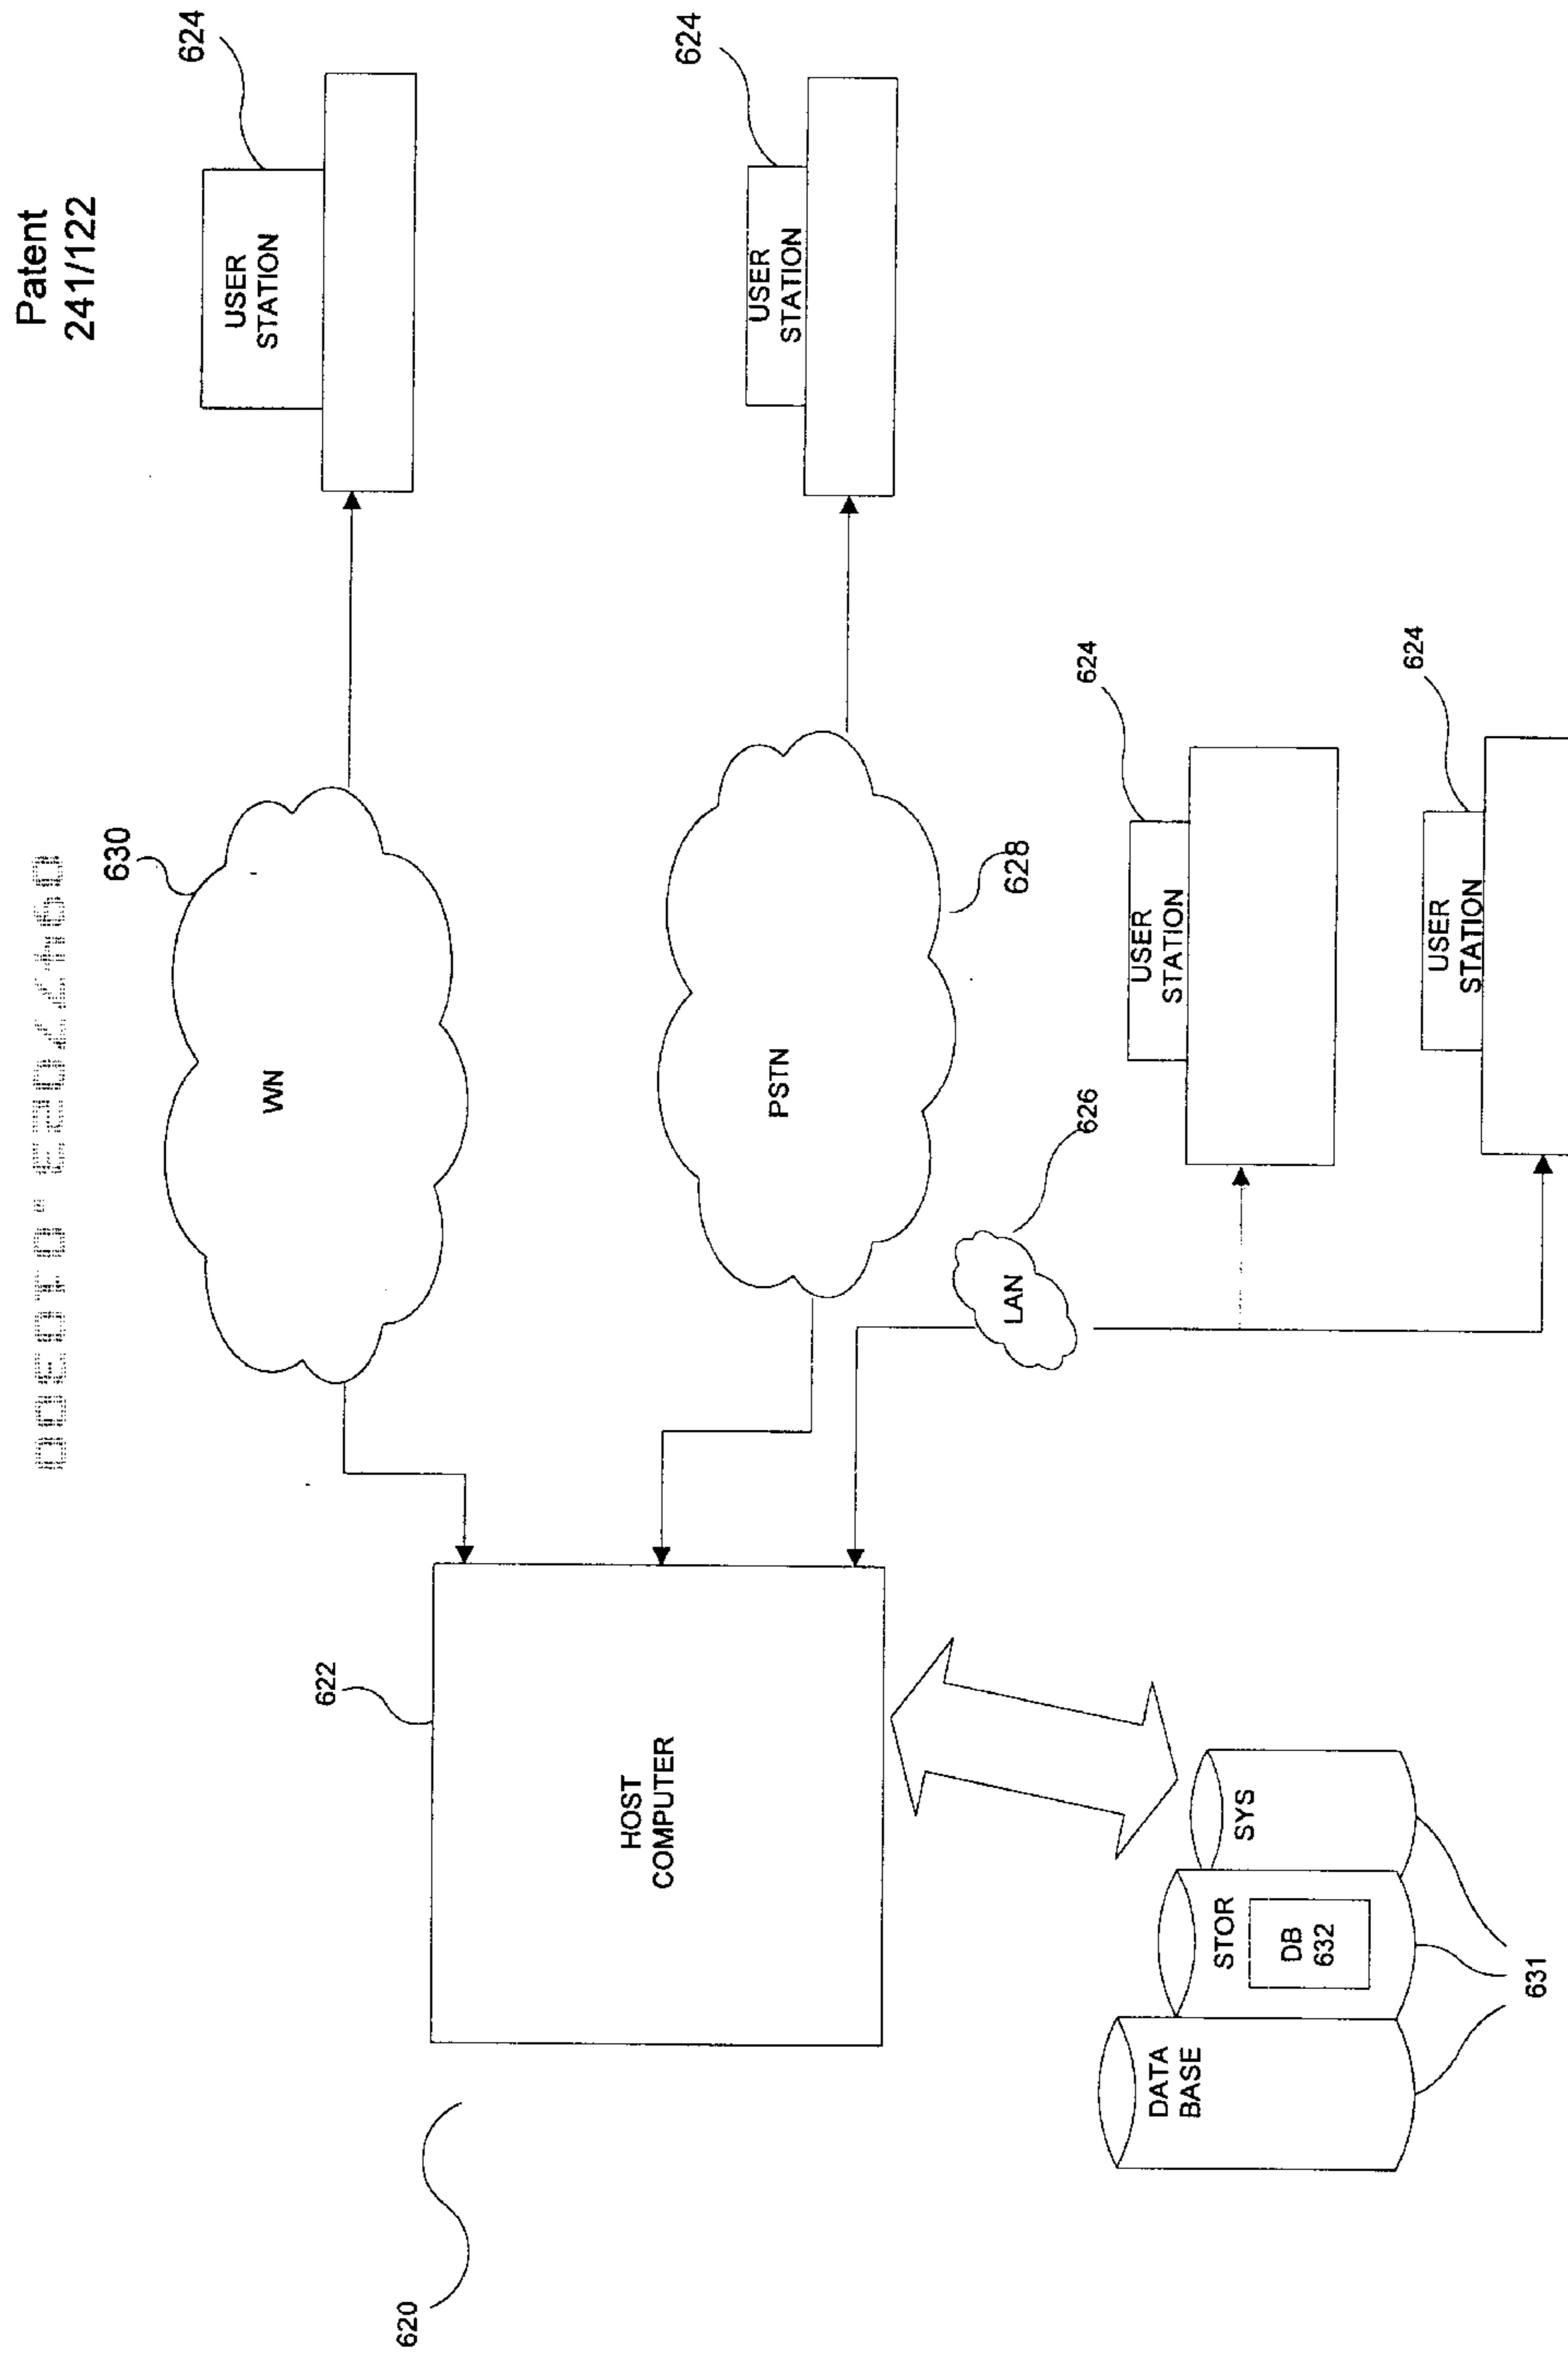 Patent
241/122
630
WN
USER
STATION
624
622
HOST
COMPUTER
PSTN
628
USER
STATION
624
LAN
626
USER
STATION
624
USER
STATION
624
620
DATA
BASE
STOR
DB
632
SYS
631